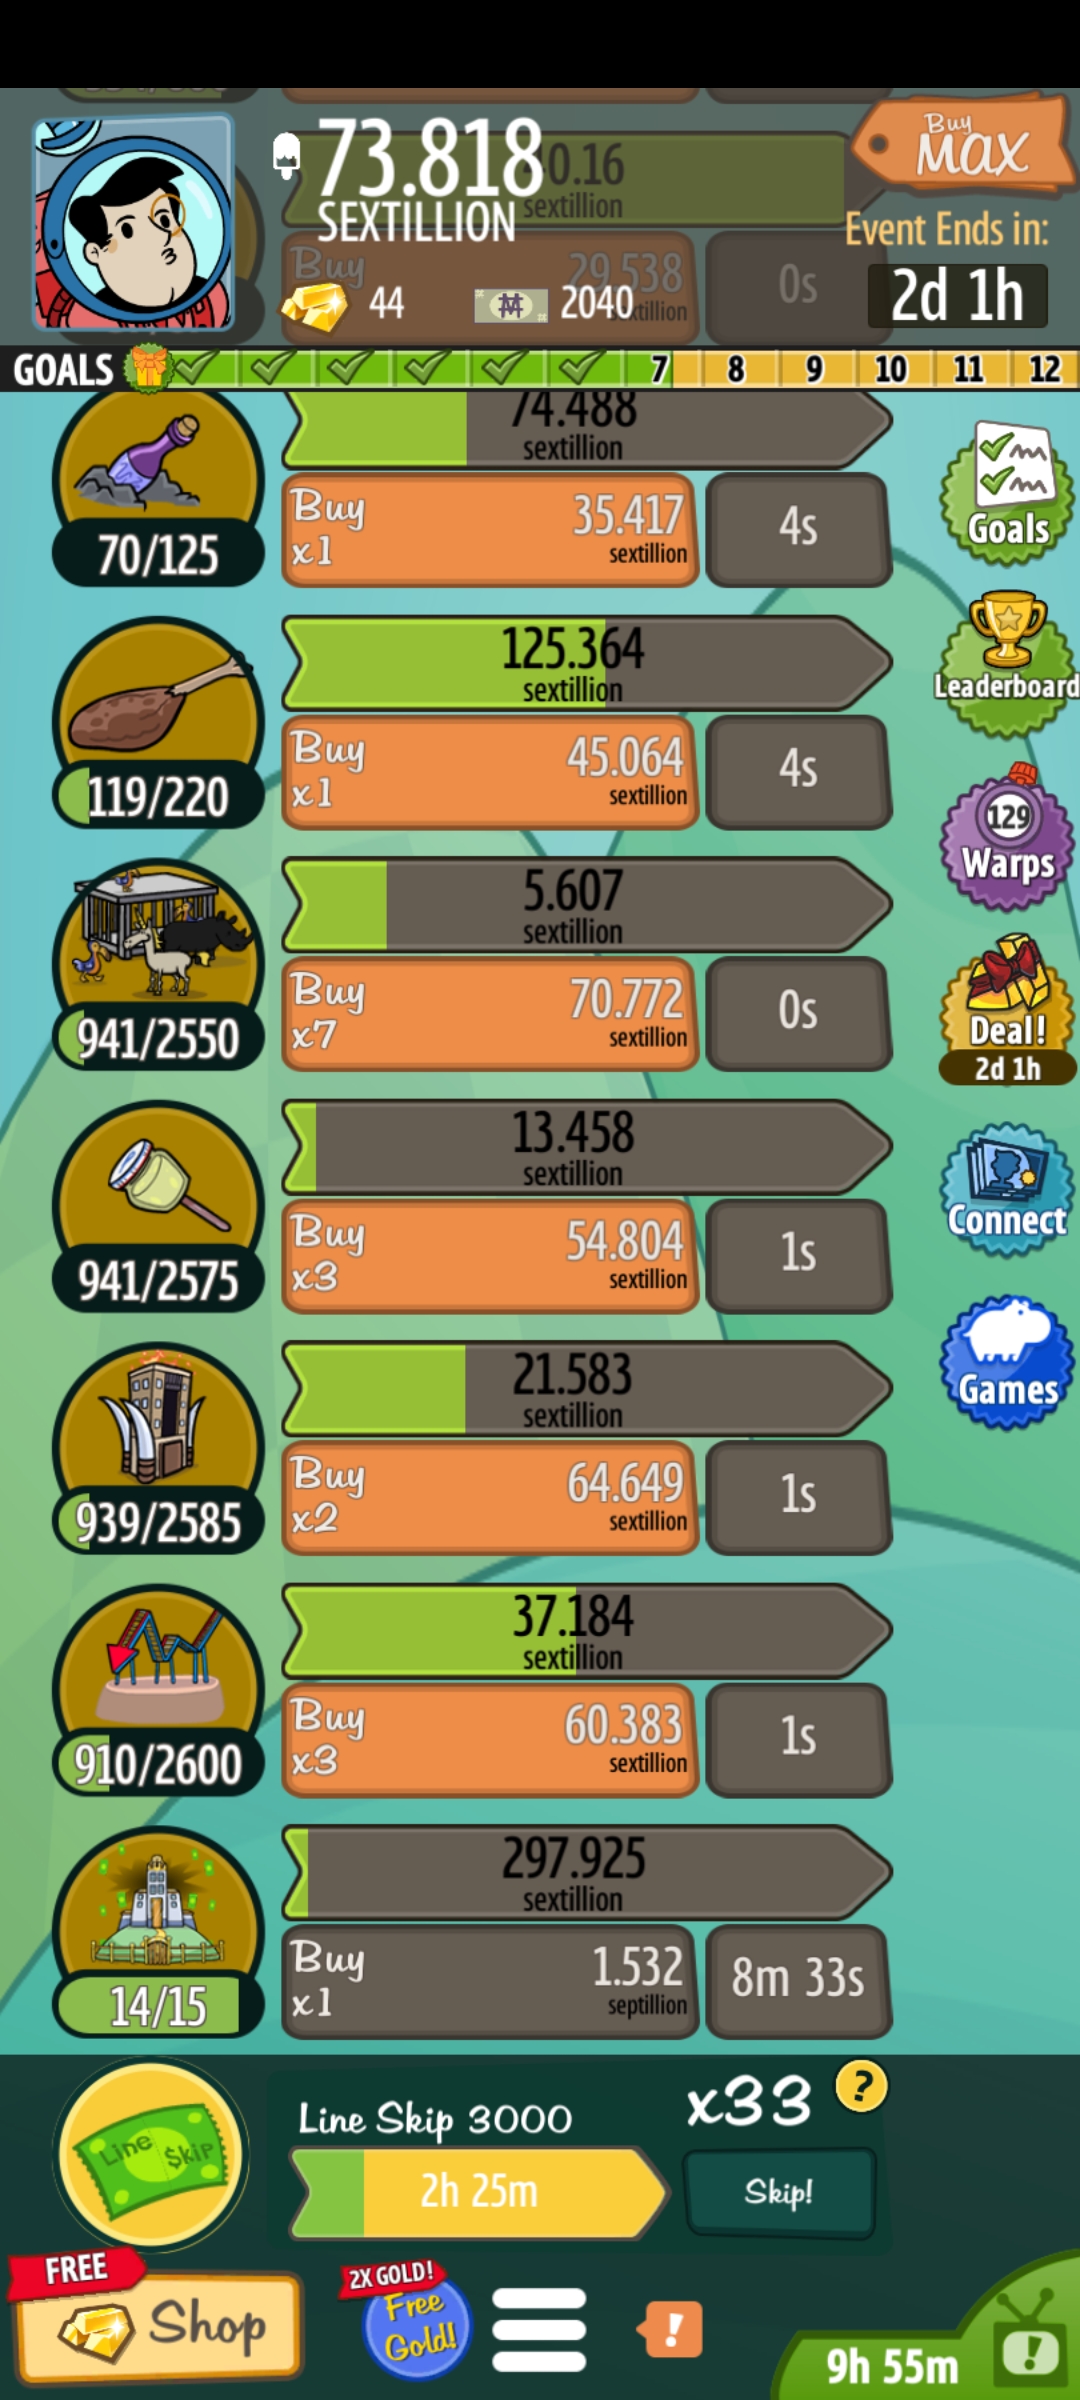 73.818
SEXTILLION
0.16
sextillion
Buy
MAX
Event Ends in:
2d 1h
Buy
29.538
0s
44
2040
GOALS 7 8 9 10 11 12
74.488
sextillion
70/125
Buy
x1
35.417
sextillion
4s
Goals
125.364
sextillion
119/220
Buy
x1
45.064
sextillion
4s
Leaderboard
129
Warps
5.607
sextillion
941/2550
Buy
x7
70.772
sextillion
0s
Deal!
2d 1h
13.458
sextillion
941/2575
Buy
x3
54.804
sextillion
1s
Connect
21.583
sextillion
939/2585
Buy
x2
64.649
sextillion
1s
Games
37.184
sextillion
910/2600
Buy
x3
60.383
sextillion
1s
297.925
sextillion
14/15
Buy
x1
1.532
septillion
8m 33s
Line $kip
Line Skip 3000
2h 25m
x33
?
Skip!
FREE
Shop
2X GOLD!
Free
Gold!
!
9h 55m
!